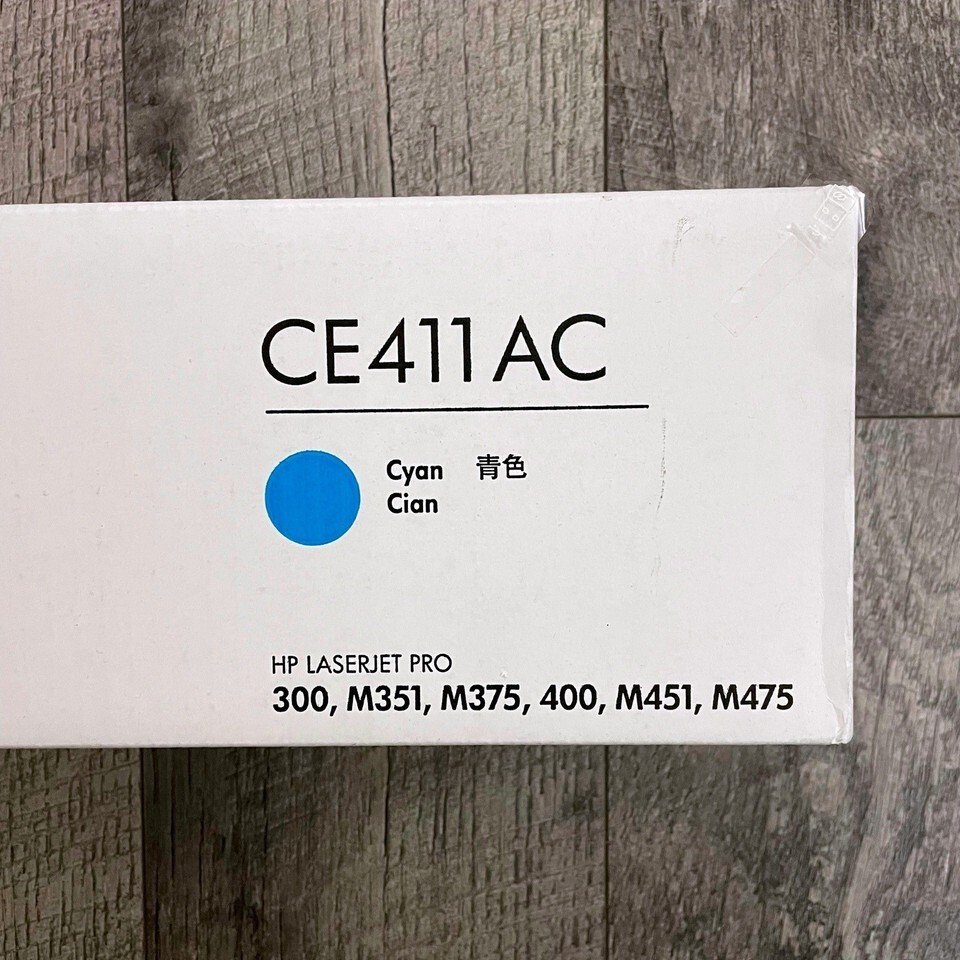 CE411AC
Cyan 青色
Cian
HP LASERJET PRO
300, M351, M375, 400, M451, M475